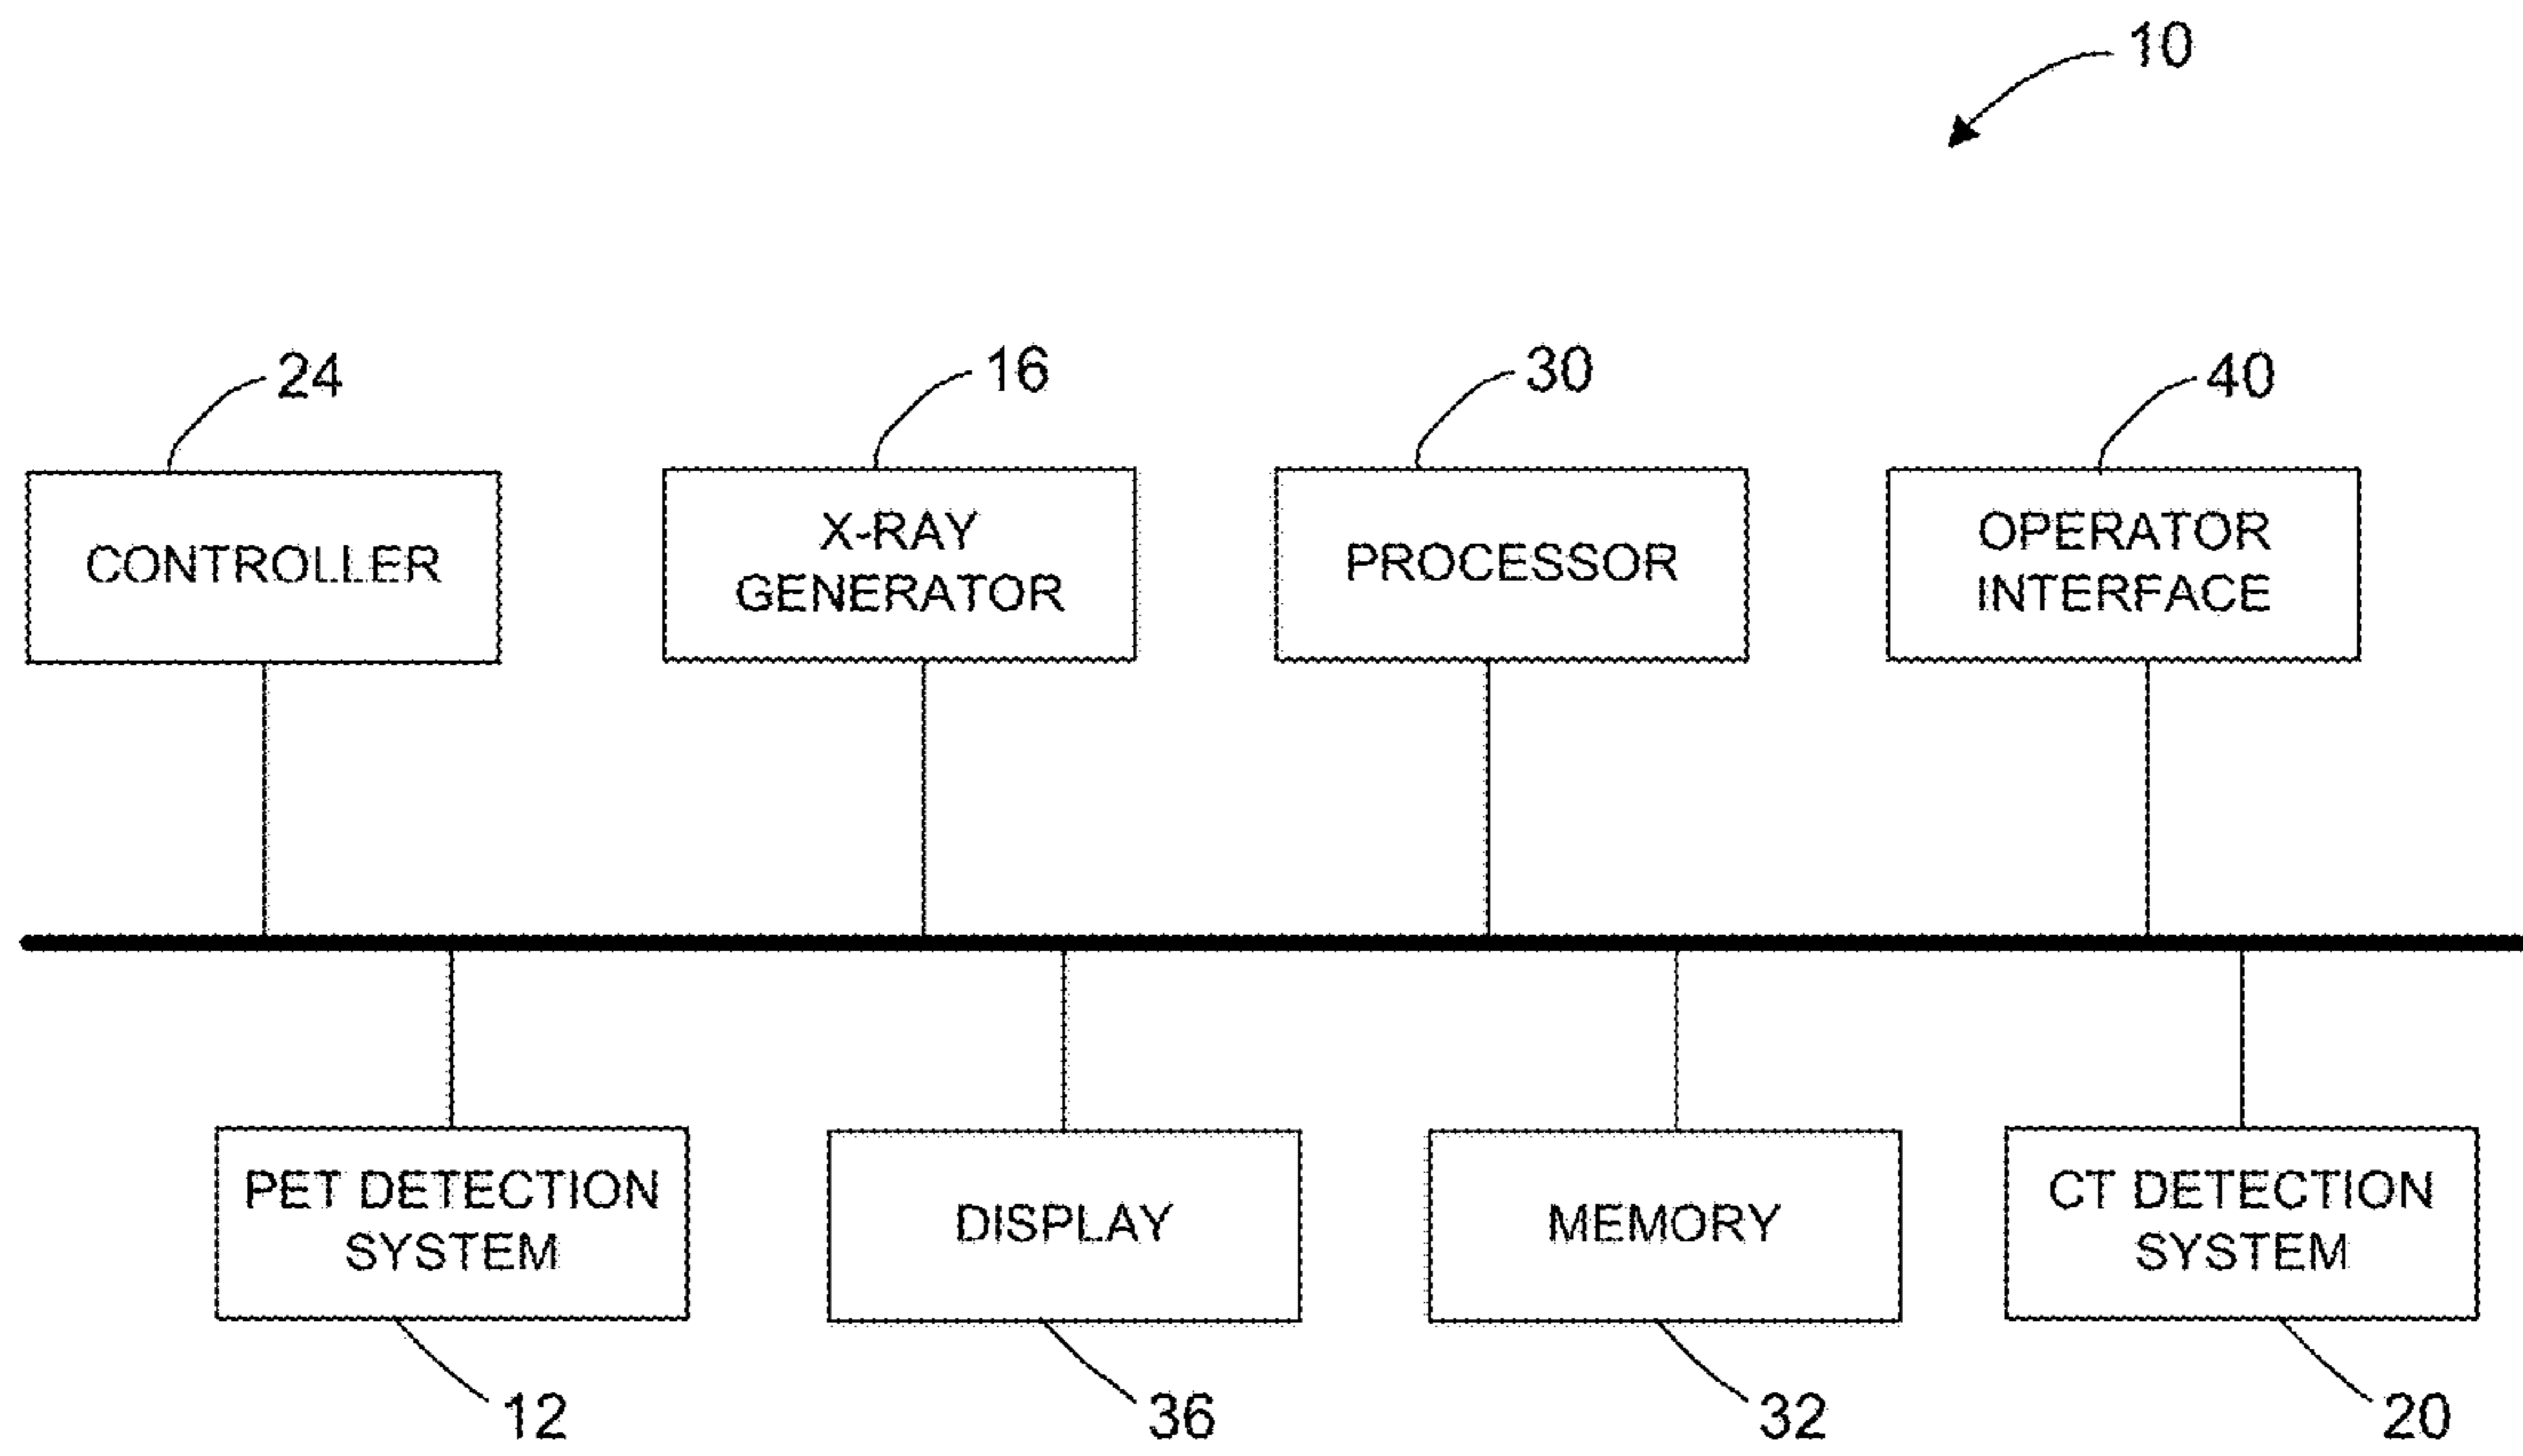 10
24
16
30
40
CONTROLLER
X-RAY
GENERATOR
PROCESSOR
OPERATOR
INTERFACE
PET DETECTION
SYSTEM
DISPLAY
MEMORY
CT DETECTION
SYSTEM
12
36
32
20